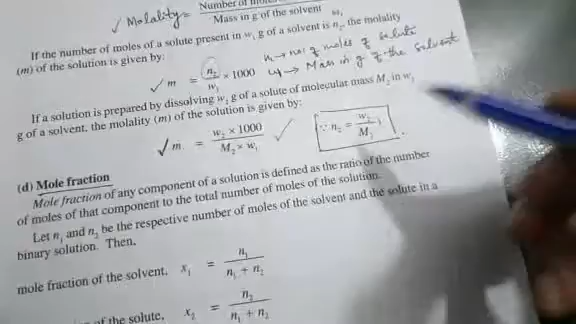 Number of moles
✓ Molality = 
Mass in g of the solvent w₁
If the number of moles of a solute present in w₁ g of a solvent is n₂, the molality
(m) of the solution is given by:
n → no: of moles of solute
✓ m = n₂ / w₁ × 1000
w₁ → Mass in g of the solvent
If a solution is prepared by dissolving w₂ g of a solute of molecular mass M₂ in w₁
g of a solvent, the molality (m) of the solution is given by:
✓ m = w₂ × 1000 / M₂ × w₁ ✓ ∵ n₂ = w₂ / M₂
(d) Mole fraction
Mole fraction of any component of a solution is defined as the ratio of the number
of moles of that component to the total number of moles of the solution.
Let n₁ and n₂ be the respective number of moles of the solvent and the solute in a
binary solution. Then,
mole fraction of the solvent, x₁ = n₁ / n₁ + n₂
of the solute, x₂ = n₂ / n₁ + n₂